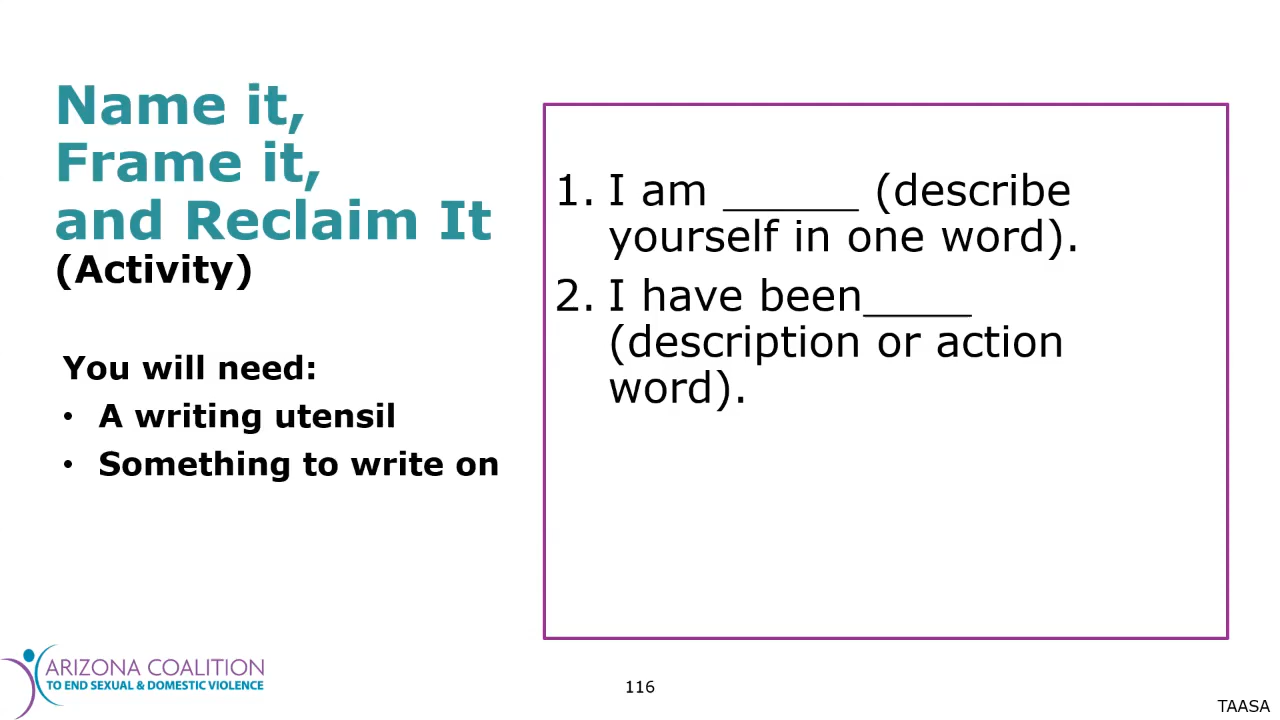 Name it,
Frame it,
and Reclaim It
(Activity)
You will need:
• A writing utensil
• Something to write on
1. I am _____ (describe
yourself in one word).
2. I have been____
(description or action
word).
ARIZONA COALITION
TO END SEXUAL & DOMESTIC VIOLENCE
116
TAASA